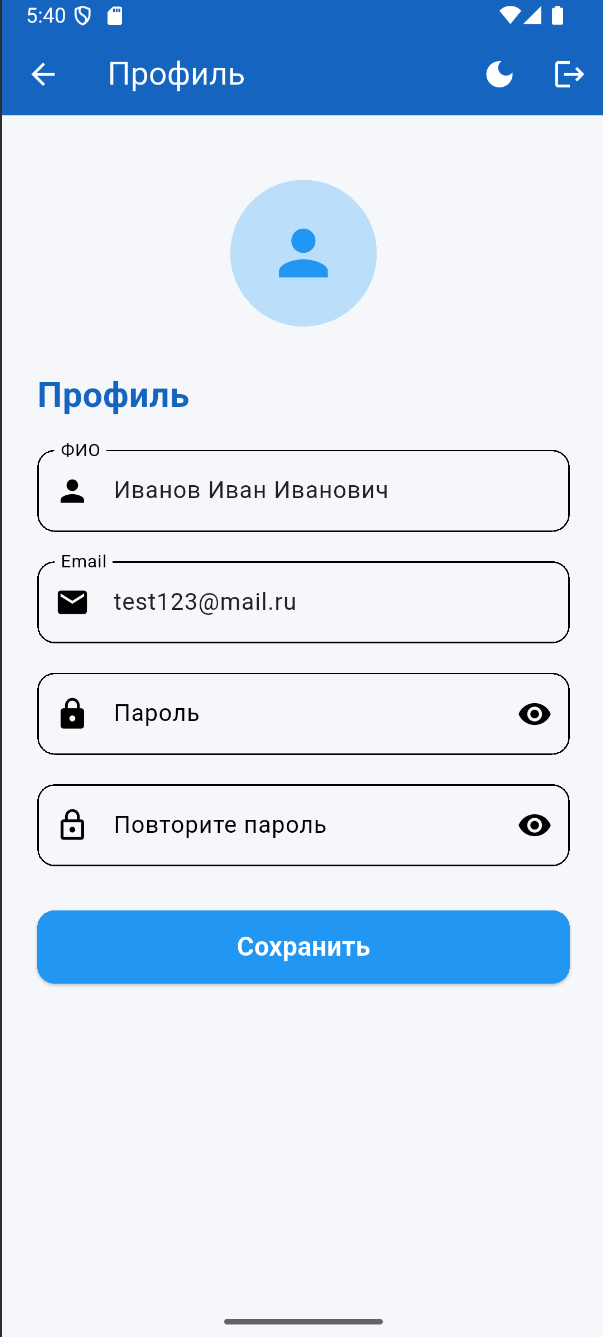 5:40
Профиль
Профиль
ФИО
Иванов Иван Иванович
Email
test123@mail.ru
Пароль
Повторите пароль
Сохранить